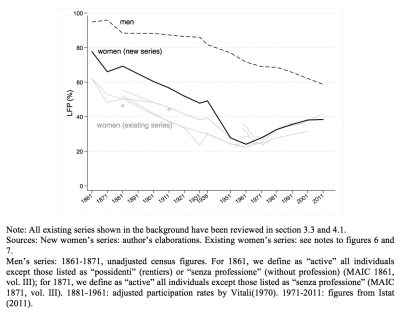 men
women (new series)
women (existing series)
LFP (%)
100
80
60
40
20
0
1861
1871
1881
1891
1901
1911
1921
1931
1936
1951
1961
1971
1981
1991
2001
2011
Note: All existing series shown in the background have been reviewed in section 3.3 and 4.1.
Sources: New women's series: author's elaborations. Existing women's series: see notes to figures 6 and
7.
Men's series: 1861-1871, unadjusted census figures. For 1861, we define as “active” all individuals
except those listed as “possidenti” (rentiers) or “senza professione” (without profession) (MAIC 1861,
vol. III); for 1871, we define as “active” all except those listed as “senza professione” (MAIC
1871, vol. III). 1881-1961: adjusted participation rates by Vitali(1970). 1971-2011: figures from Istat
(2011).